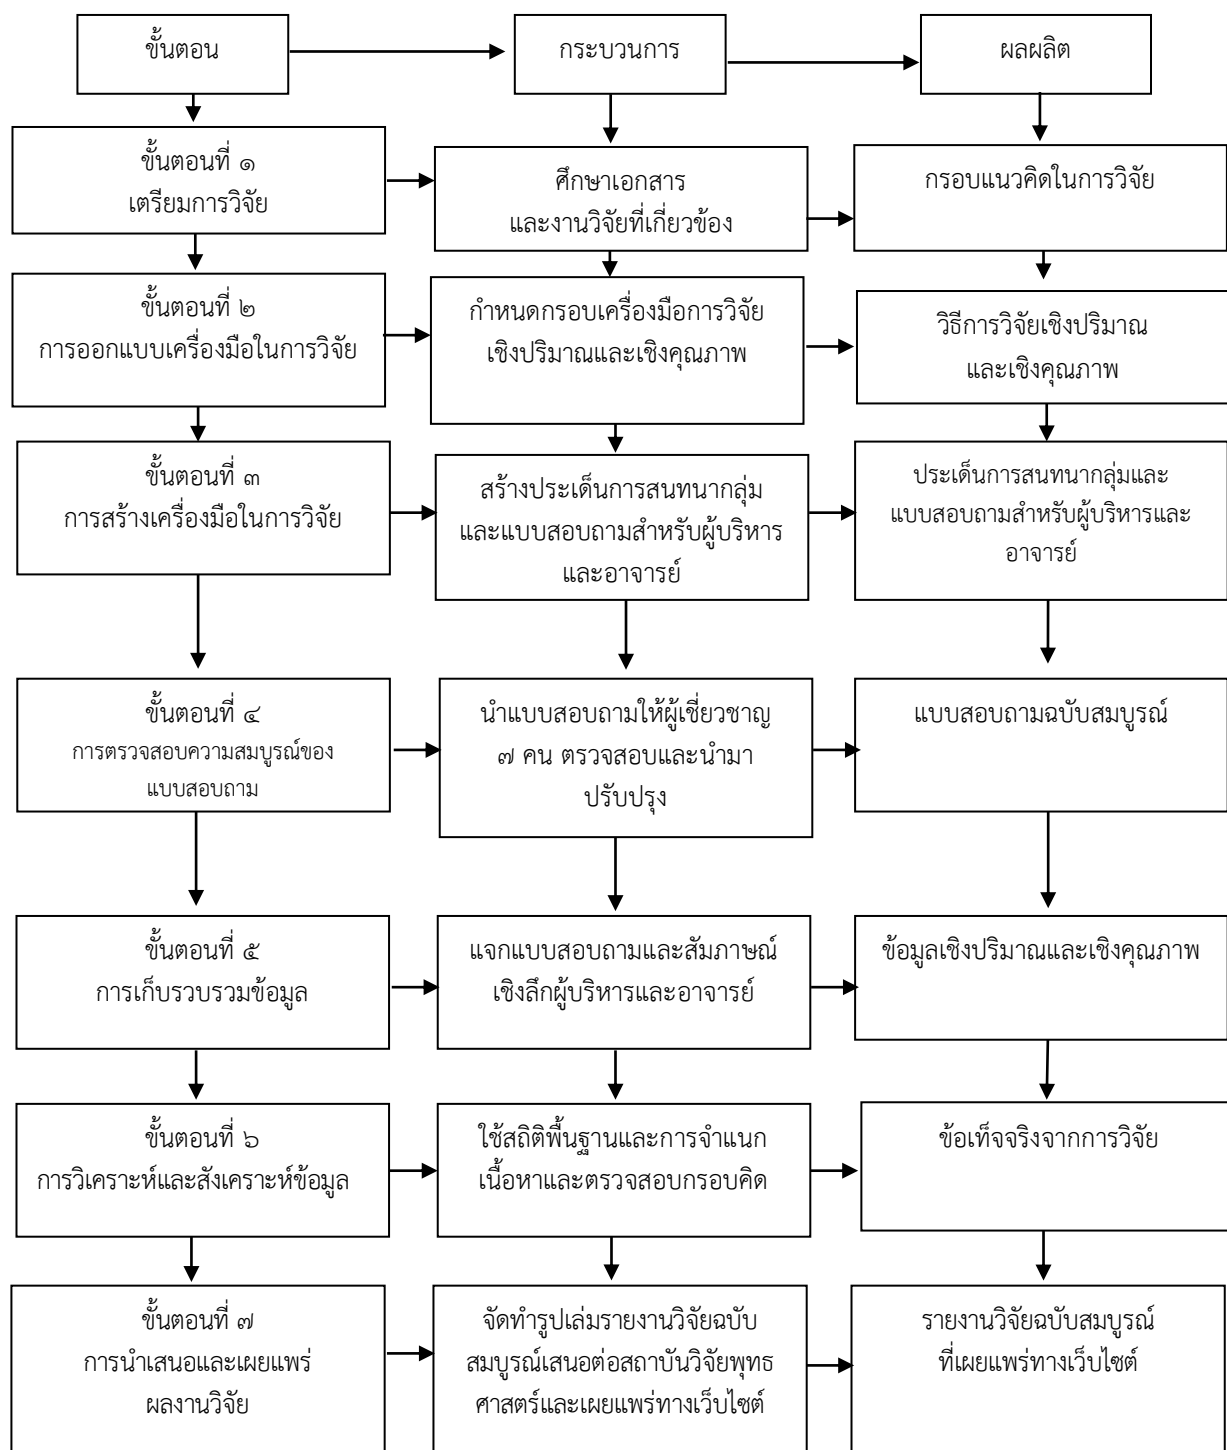 ขั้นตอน
กระบวนการ
ผลผลิต
ขั้นตอนที่ ๑
เตรียมการวิจัย
ศึกษาเอกสาร
และงานวิจัยที่เกี่ยวข้อง
กรอบแนวคิดในการวิจัย
ขั้นตอนที่ ๒
การออกแบบเครื่องมือในการวิจัย
กำหนดกรอบเครื่องมือการวิจัย
เชิงปริมาณและเชิงคุณภาพ
วิธีการวิจัยเชิงปริมาณ
และเชิงคุณภาพ
ขั้นตอนที่ ๓
การสร้างเครื่องมือในการวิจัย
สร้างประเด็นการสนทนากลุ่ม
และแบบสอบถามสำหรับผู้บริหาร
และอาจารย์
ประเด็นการสนทนากลุ่มและ
แบบสอบถามสำหรับผู้บริหารและ
อาจารย์
ขั้นตอนที่ ๔
การตรวจสอบความสมบูรณ์ของ
แบบสอบถาม
นำแบบสอบถามให้ผู้เชี่ยวชาญ
๗ คน ตรวจสอบและนำมา
ปรับปรุง
แบบสอบถามฉบับสมบูรณ์
ขั้นตอนที่ ๕
การเก็บรวบรวมข้อมูล
แจกแบบสอบถามและสัมภาษณ์
เชิงลึกผู้บริหารและอาจารย์
ข้อมูลเชิงปริมาณและเชิงคุณภาพ
ขั้นตอนที่ ๖
การวิเคราะห์และสังเคราะห์ข้อมูล
ใช้สถิติพื้นฐานและการจำแนก
เนื้อหาและตรวจสอบกรอบคิด
ข้อเท็จจริงจากการวิจัย
ขั้นตอนที่ ๗
การนำเสนอและเผยแพร่
ผลงานวิจัย
จัดทำรูปเล่มรายงานวิจัยฉบับ
สมบูรณ์เสนอต่อสถาบันวิจัยพุทธ
ศาสตร์และเผยแพร่ทางเว็บไซต์
รายงานวิจัยฉบับสมบูรณ์
ที่เผยแพร่ทางเว็บไซต์